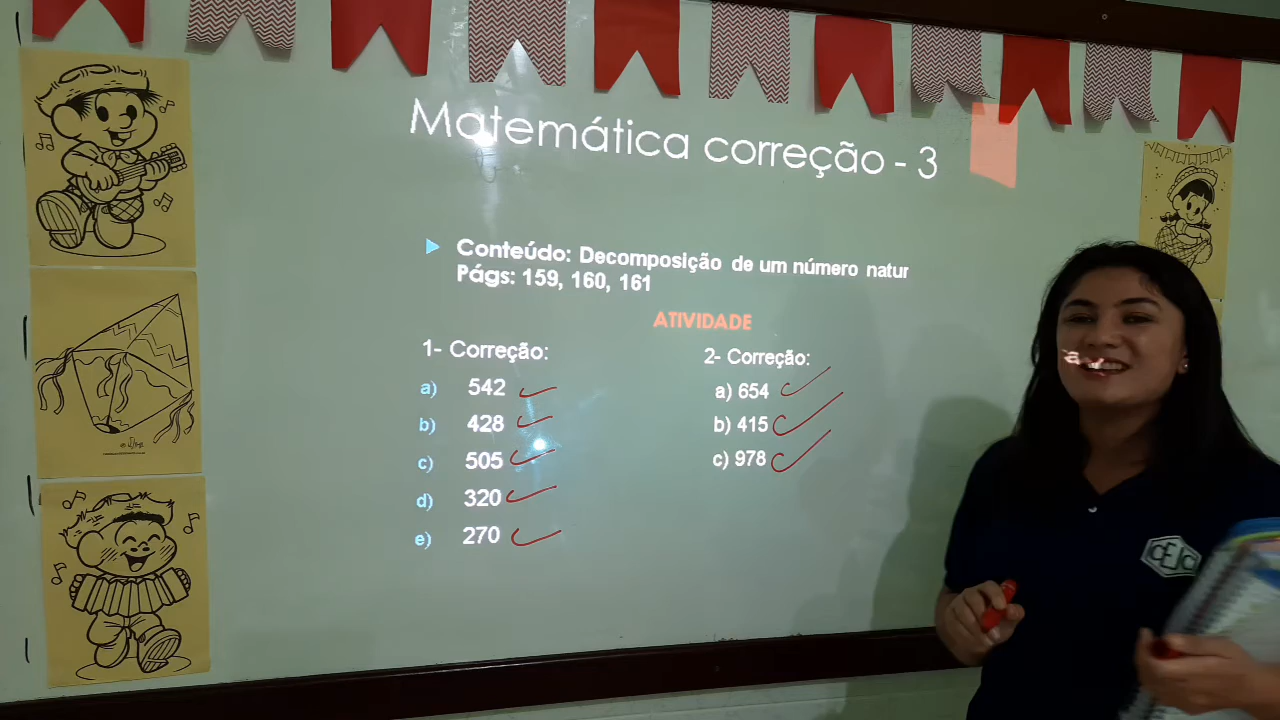 Matemática correção - 3
Conteúdo: Decomposição de um número natur
Págs: 159, 160, 161
ATIVIDADE
1- Correção:
a) 542
b) 428
c) 505
d) 320
e) 270
2- Correção:
a) 654
b) 415
c) 978